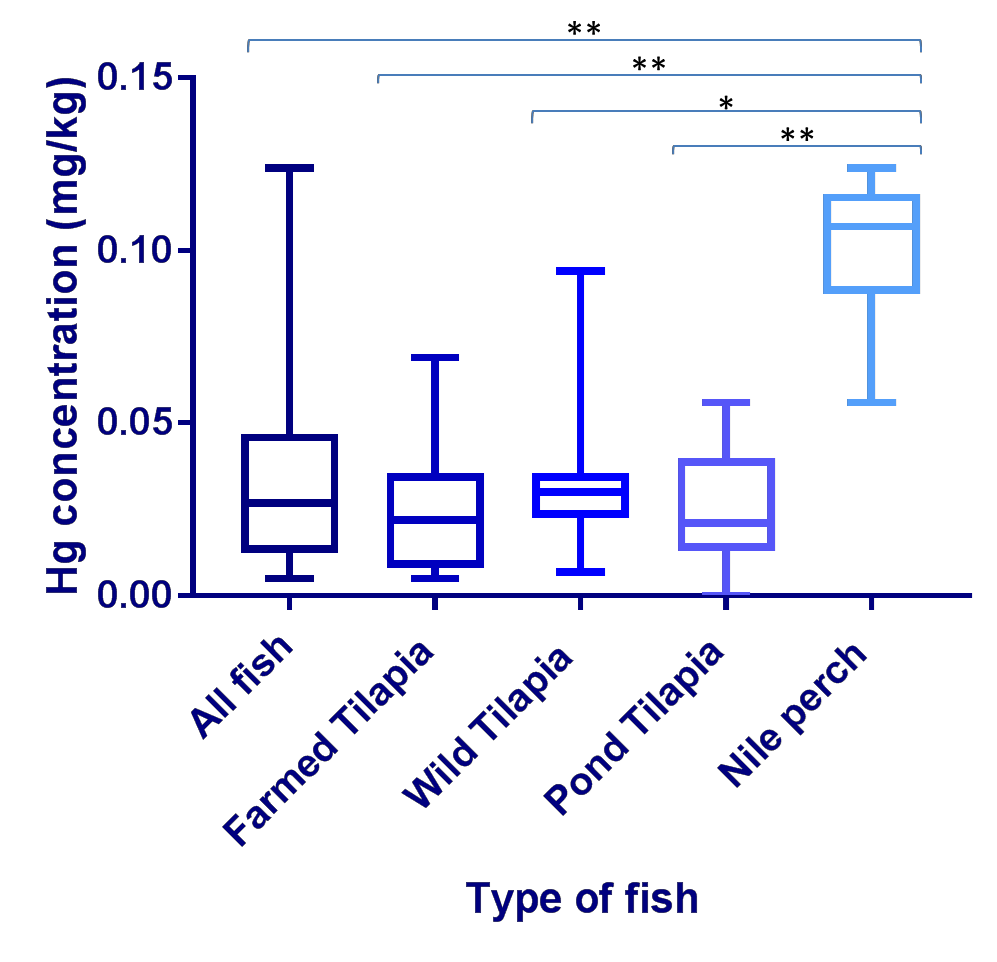 **
**
*
**
0.15
0.10
0.05
0.00
Hg concentration (mg/kg)
All fish
Farmed Tilapia
Wild Tilapia
Pond Tilapia
Nile perch
Type of fish